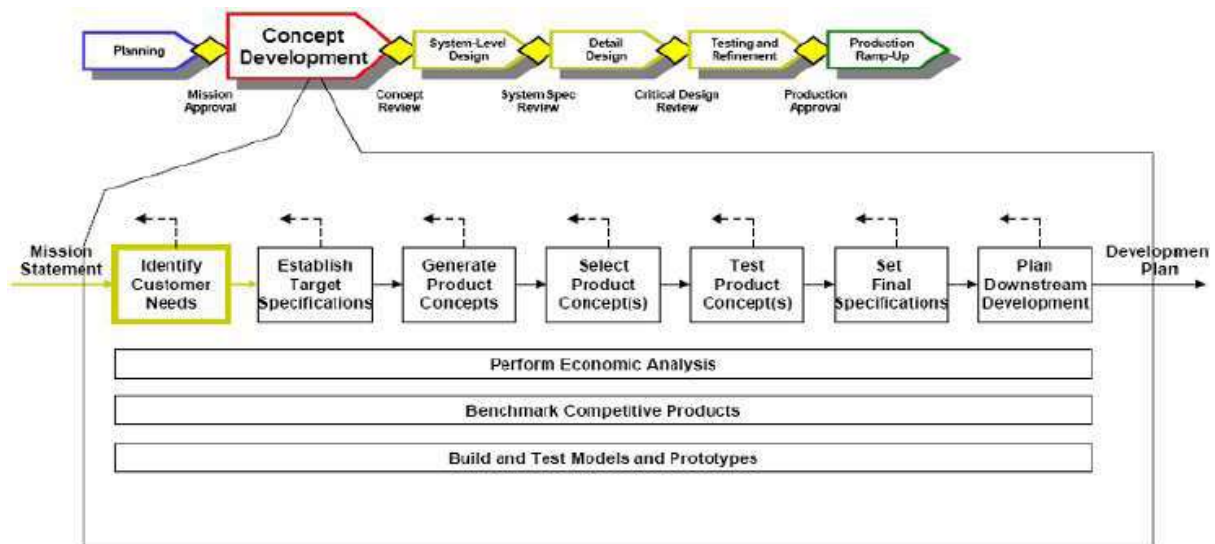 Planning
Concept
Development
System-Level
Design
Detail
Design
Testing and
Refinement
Production
Ramp-Up
Mission
Approval
Concept
Review
System Spec
Review
Critical Design
Review
Production
Approval
Mission
Statement
Identify
Customer
Needs
Establish
Target
Specifications
Generate
Product
Concepts
Select
Product
Concept(s)
Test
Product
Concept(s)
Set
Final
Specifications
Plan
Downstream
Development
Developmen
Plan
Perform Economic Analysis
Benchmark Competitive Products
Build and Test Models and Prototypes